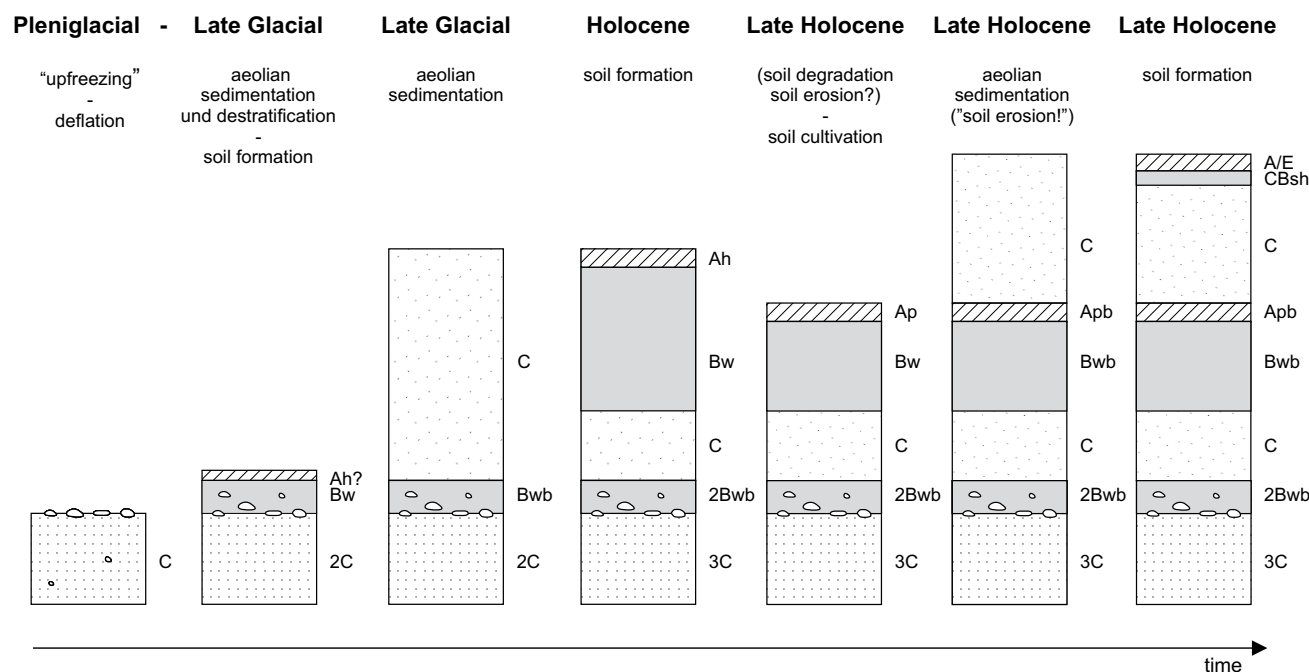 Pleniglacial - Late Glacial Late Glacial Holocene Late Holocene Late Holocene Late Holocene
“upfreezing”
-
deflation
aeolian
sedimentation
und destratification
-
soil formation
aeolian
sedimentation
soil formation
(soil degradation
soil erosion?)
-
soil cultivation
aeolian
sedimentation
(”soil erosion!”)
soil formation
C
Ah?
Bw
2C
C
Bwb
2C
Ah
Bw
C
2Bwb
3C
Ap
Bw
C
2Bwb
3C
C
Apb
Bwb
C
2Bwb
3C
A/E
CBsh
C
Apb
Bwb
C
2Bwb
3C
time